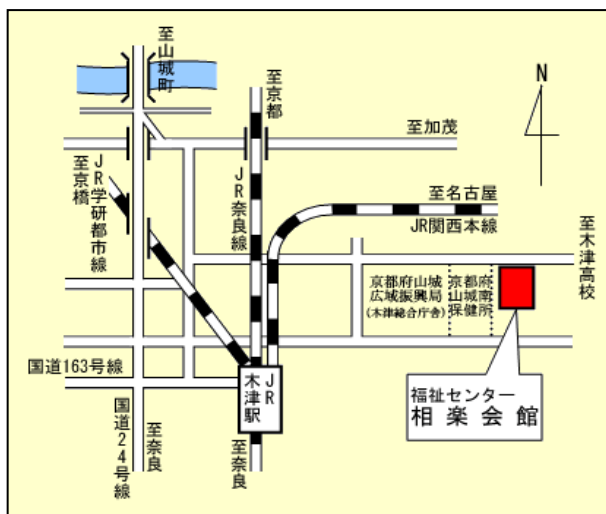 至山城町
至京都
N
至加茂
至京橋
JR学研都市線
JR奈良線
至名古屋
JR関西本線
至木津高校
京都府山城
広域振興局
(木津総合庁舎)
京都府
山城南
保健所
国道163号線
JR
木津駅
福祉センター
相楽会館
国道24号線
至奈良
至奈良